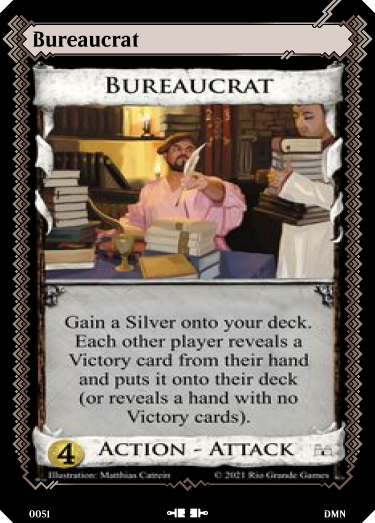 Bureaucrat
Bureaucrat
Gain a Silver onto your deck.
Each other player reveals a
Victory card from their hand
and puts it onto their deck
(or reveals a hand with no
Victory cards).
4 Action - Attack
Illustration: Matthias Catrein © 2021 Rio Grande Games
0051 DMN